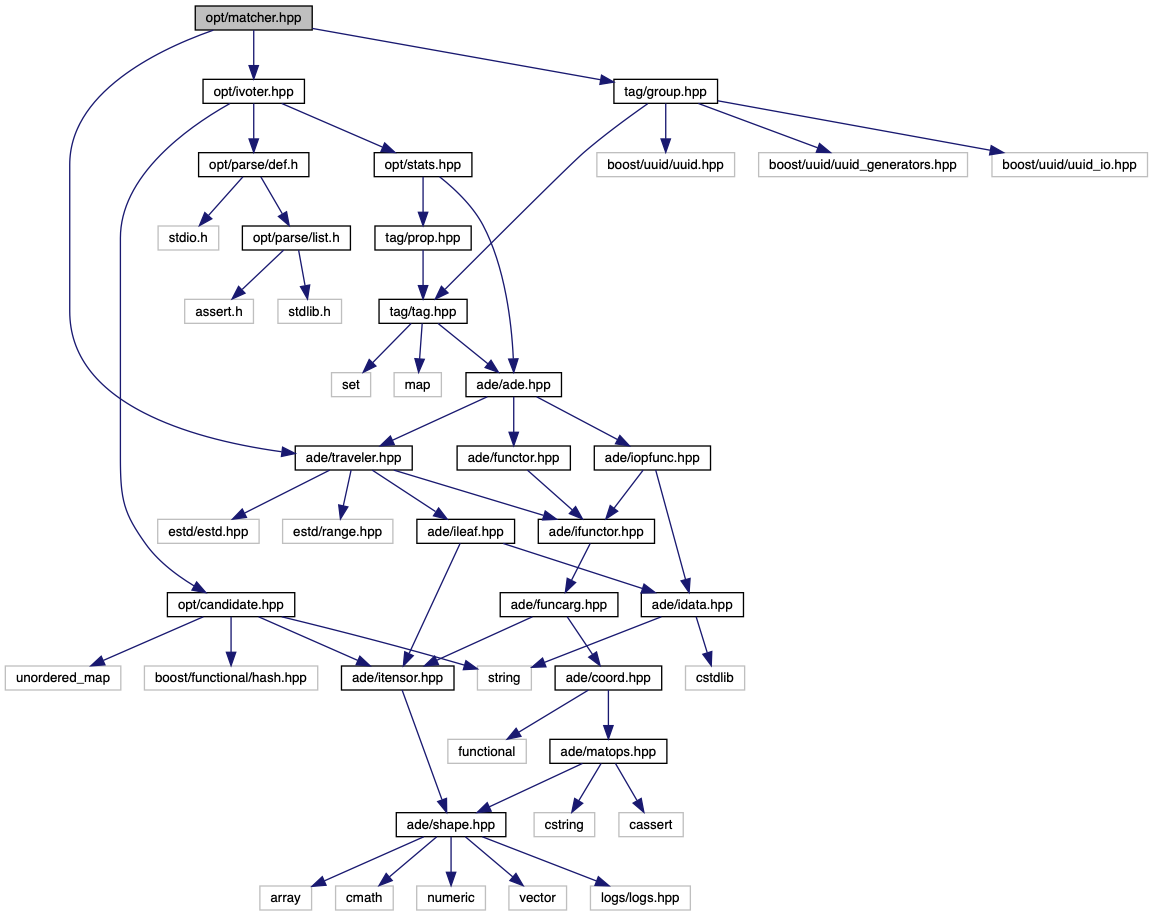 opt/matcher.hpp
opt/ivoter.hpp
tag/group.hpp
opt/parse/def.h
opt/stats.hpp
boost/uuid/uuid.hpp
boost/uuid/uuid_generators.hpp
boost/uuid/uuid_io.hpp
stdio.h
opt/parse/list.h
tag/prop.hpp
assert.h
stdlib.h
tag/tag.hpp
set
map
ade/ade.hpp
ade/traveler.hpp
ade/functor.hpp
ade/iopfunc.hpp
estd/estd.hpp
estd/range.hpp
ade/ileaf.hpp
ade/ifunctor.hpp
opt/candidate.hpp
ade/funcarg.hpp
ade/idata.hpp
unordered_map
boost/functional/hash.hpp
ade/itensor.hpp
string
ade/coord.hpp
cstdlib
functional
ade/matops.hpp
ade/shape.hpp
cstring
cassert
array
cmath
numeric
vector
logs/logs.hpp